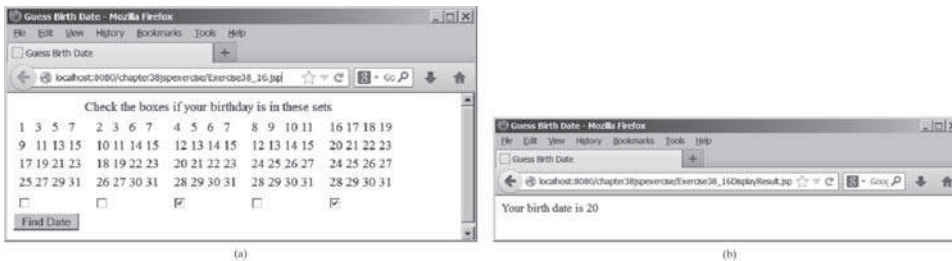 Guess Birth Date - Mozilla Firefox
File Edit View History Bookmarks Tools Help
Guess Birth Date
localhost:8080/chapter38jspexercise/Exercise38_16.jsp
Check the boxes if your birthday is in these sets
1 3 5 7 2 3 6 7 4 5 6 7 8 9 10 11 16 17 18 19
9 11 13 15 10 11 14 15 12 13 14 15 12 13 14 15 20 21 22 23
17 19 21 23 18 19 22 23 20 21 22 23 24 25 26 27 24 25 26 27
25 27 29 31 26 27 30 31 28 29 30 31 28 29 30 31 28 29 30 31
Find Date
(a)
Guess Birth Date - Mozilla Firefox
File Edit View History Bookmarks Tools Help
Guess Birth Date
localhost:8080/chapter38jspexercise/Exercise38_16DisplayResult.jsp
Your birth date is 20
(b)